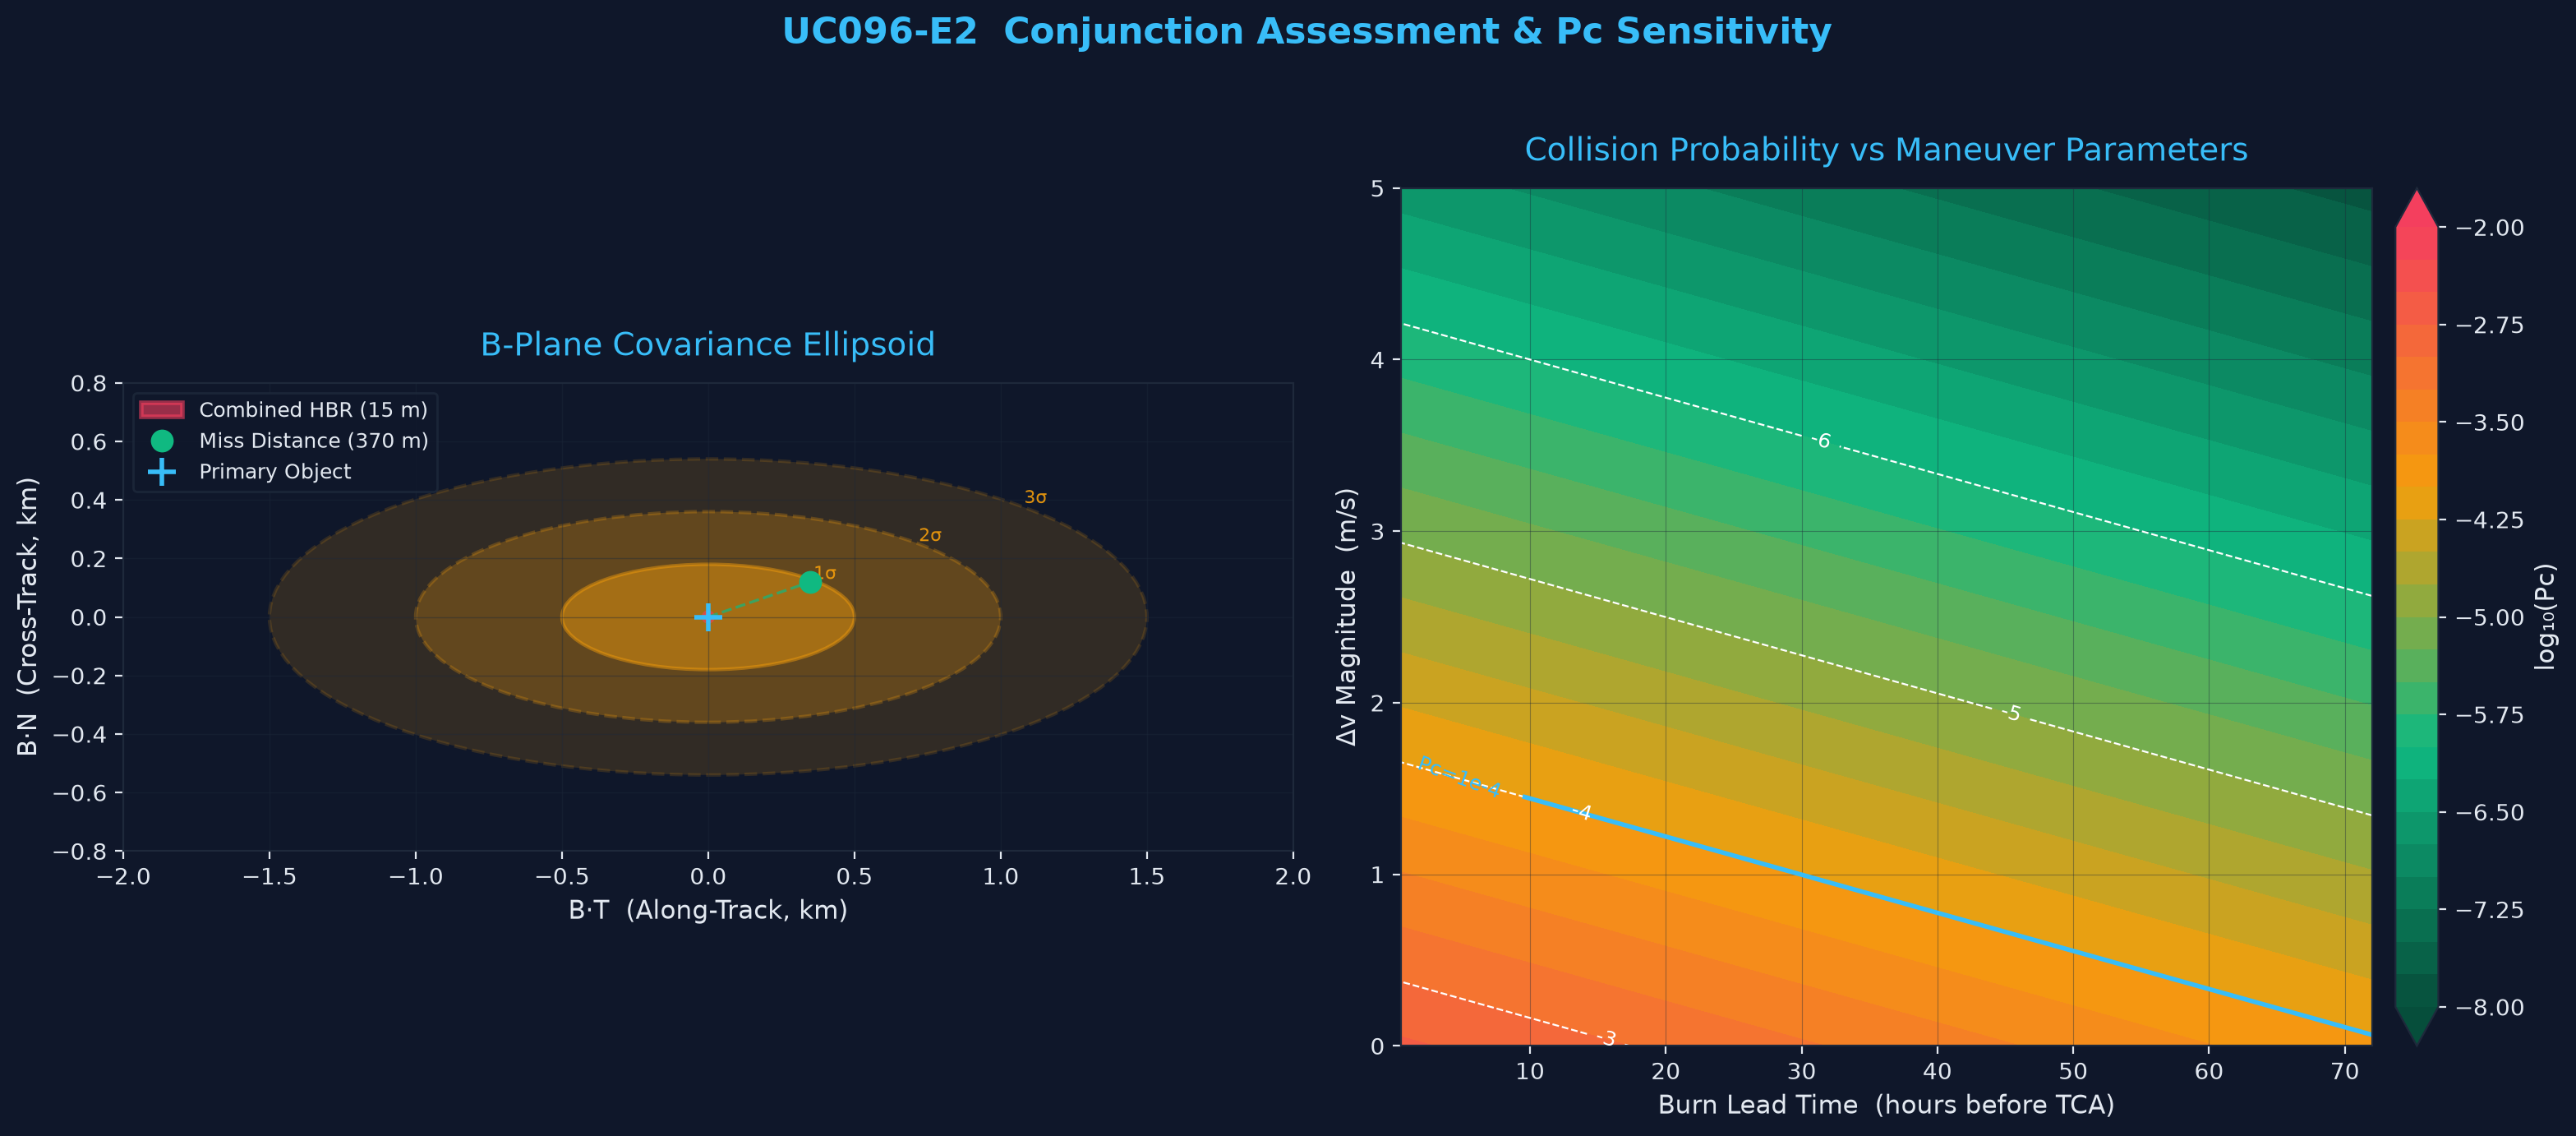 UC096-E2  Conjunction Assessment & Pc Sensitivity
B-Plane Covariance Ellipsoid
Combined HBR (15 m)
Miss Distance (370 m)
Primary Object
B·N  (Cross-Track, km)
0.8
0.6
0.4
0.2
0.0
−0.2
−0.4
−0.6
−0.8
3σ
2σ
1σ
−2.0 −1.5 −1.0 −0.5 0.0 0.5 1.0 1.5 2.0
B·T  (Along-Track, km)
Collision Probability vs Maneuver Parameters
Δv Magnitude  (m/s)
5
4
3
2
1
0
-6
-5
Pc=1e-4
-4
-3
10 20 30 40 50 60 70
Burn Lead Time  (hours before TCA)
−2.00
−2.75
−3.50
−4.25
−5.00
−5.75
−6.50
−7.25
−8.00
log₁₀(Pc)